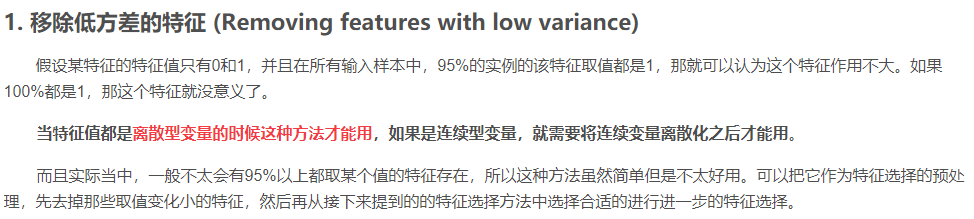 1. 移除低方差的特征 (Removing features with low variance)
假设某特征的特征值只有0和1，并且在所有输入样本中，95%的实例的该特征取值都是1，那就可以认为这个特征作用不大。如果
100%都是1，那这个特征就没意义了。
当特征值都是离散型变量的时候这种方法才能用，如果是连续型变量，就需要将连续变量离散化之后才能用。
而且实际当中，一般不太会有95%以上都取某个值的特征存在，所以这种方法虽然简单但是不太好用。可以把它作为特征选择的预处
理，先去掉那些取值变化小的特征，然后再从接下来提到的的特征选择方法中选择合适的进行进一步的特征选择。